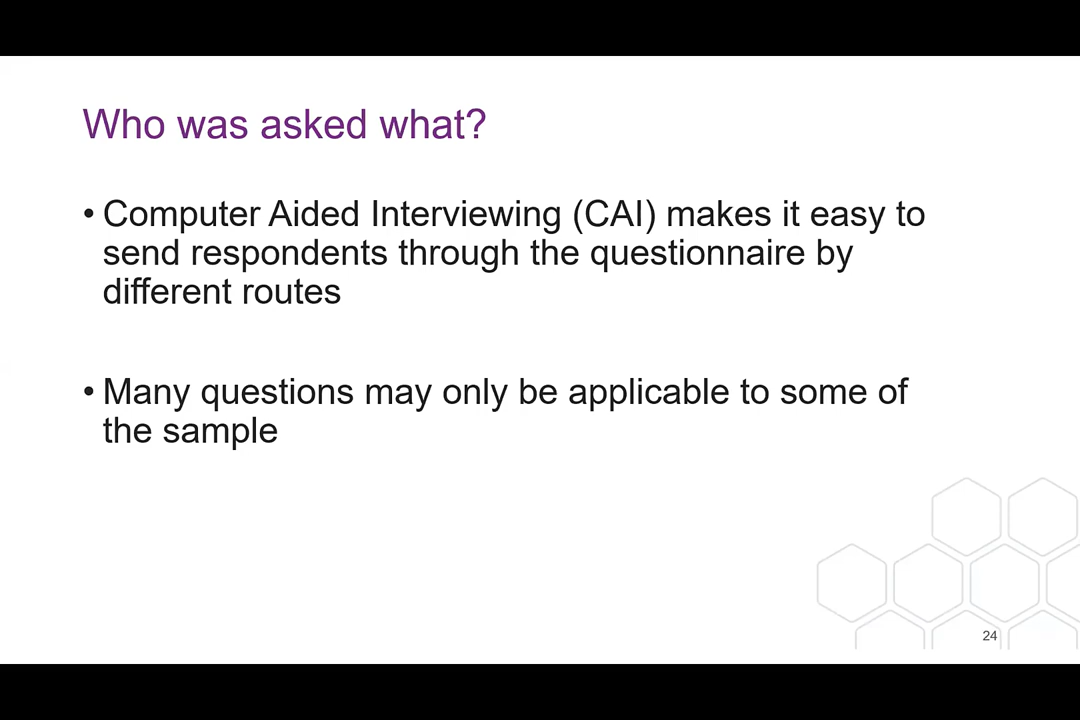 Who was asked what?
• Computer Aided Interviewing (CAI) makes it easy to
send respondents through the questionnaire by
different routes
• Many questions may only be applicable to some of
the sample
24